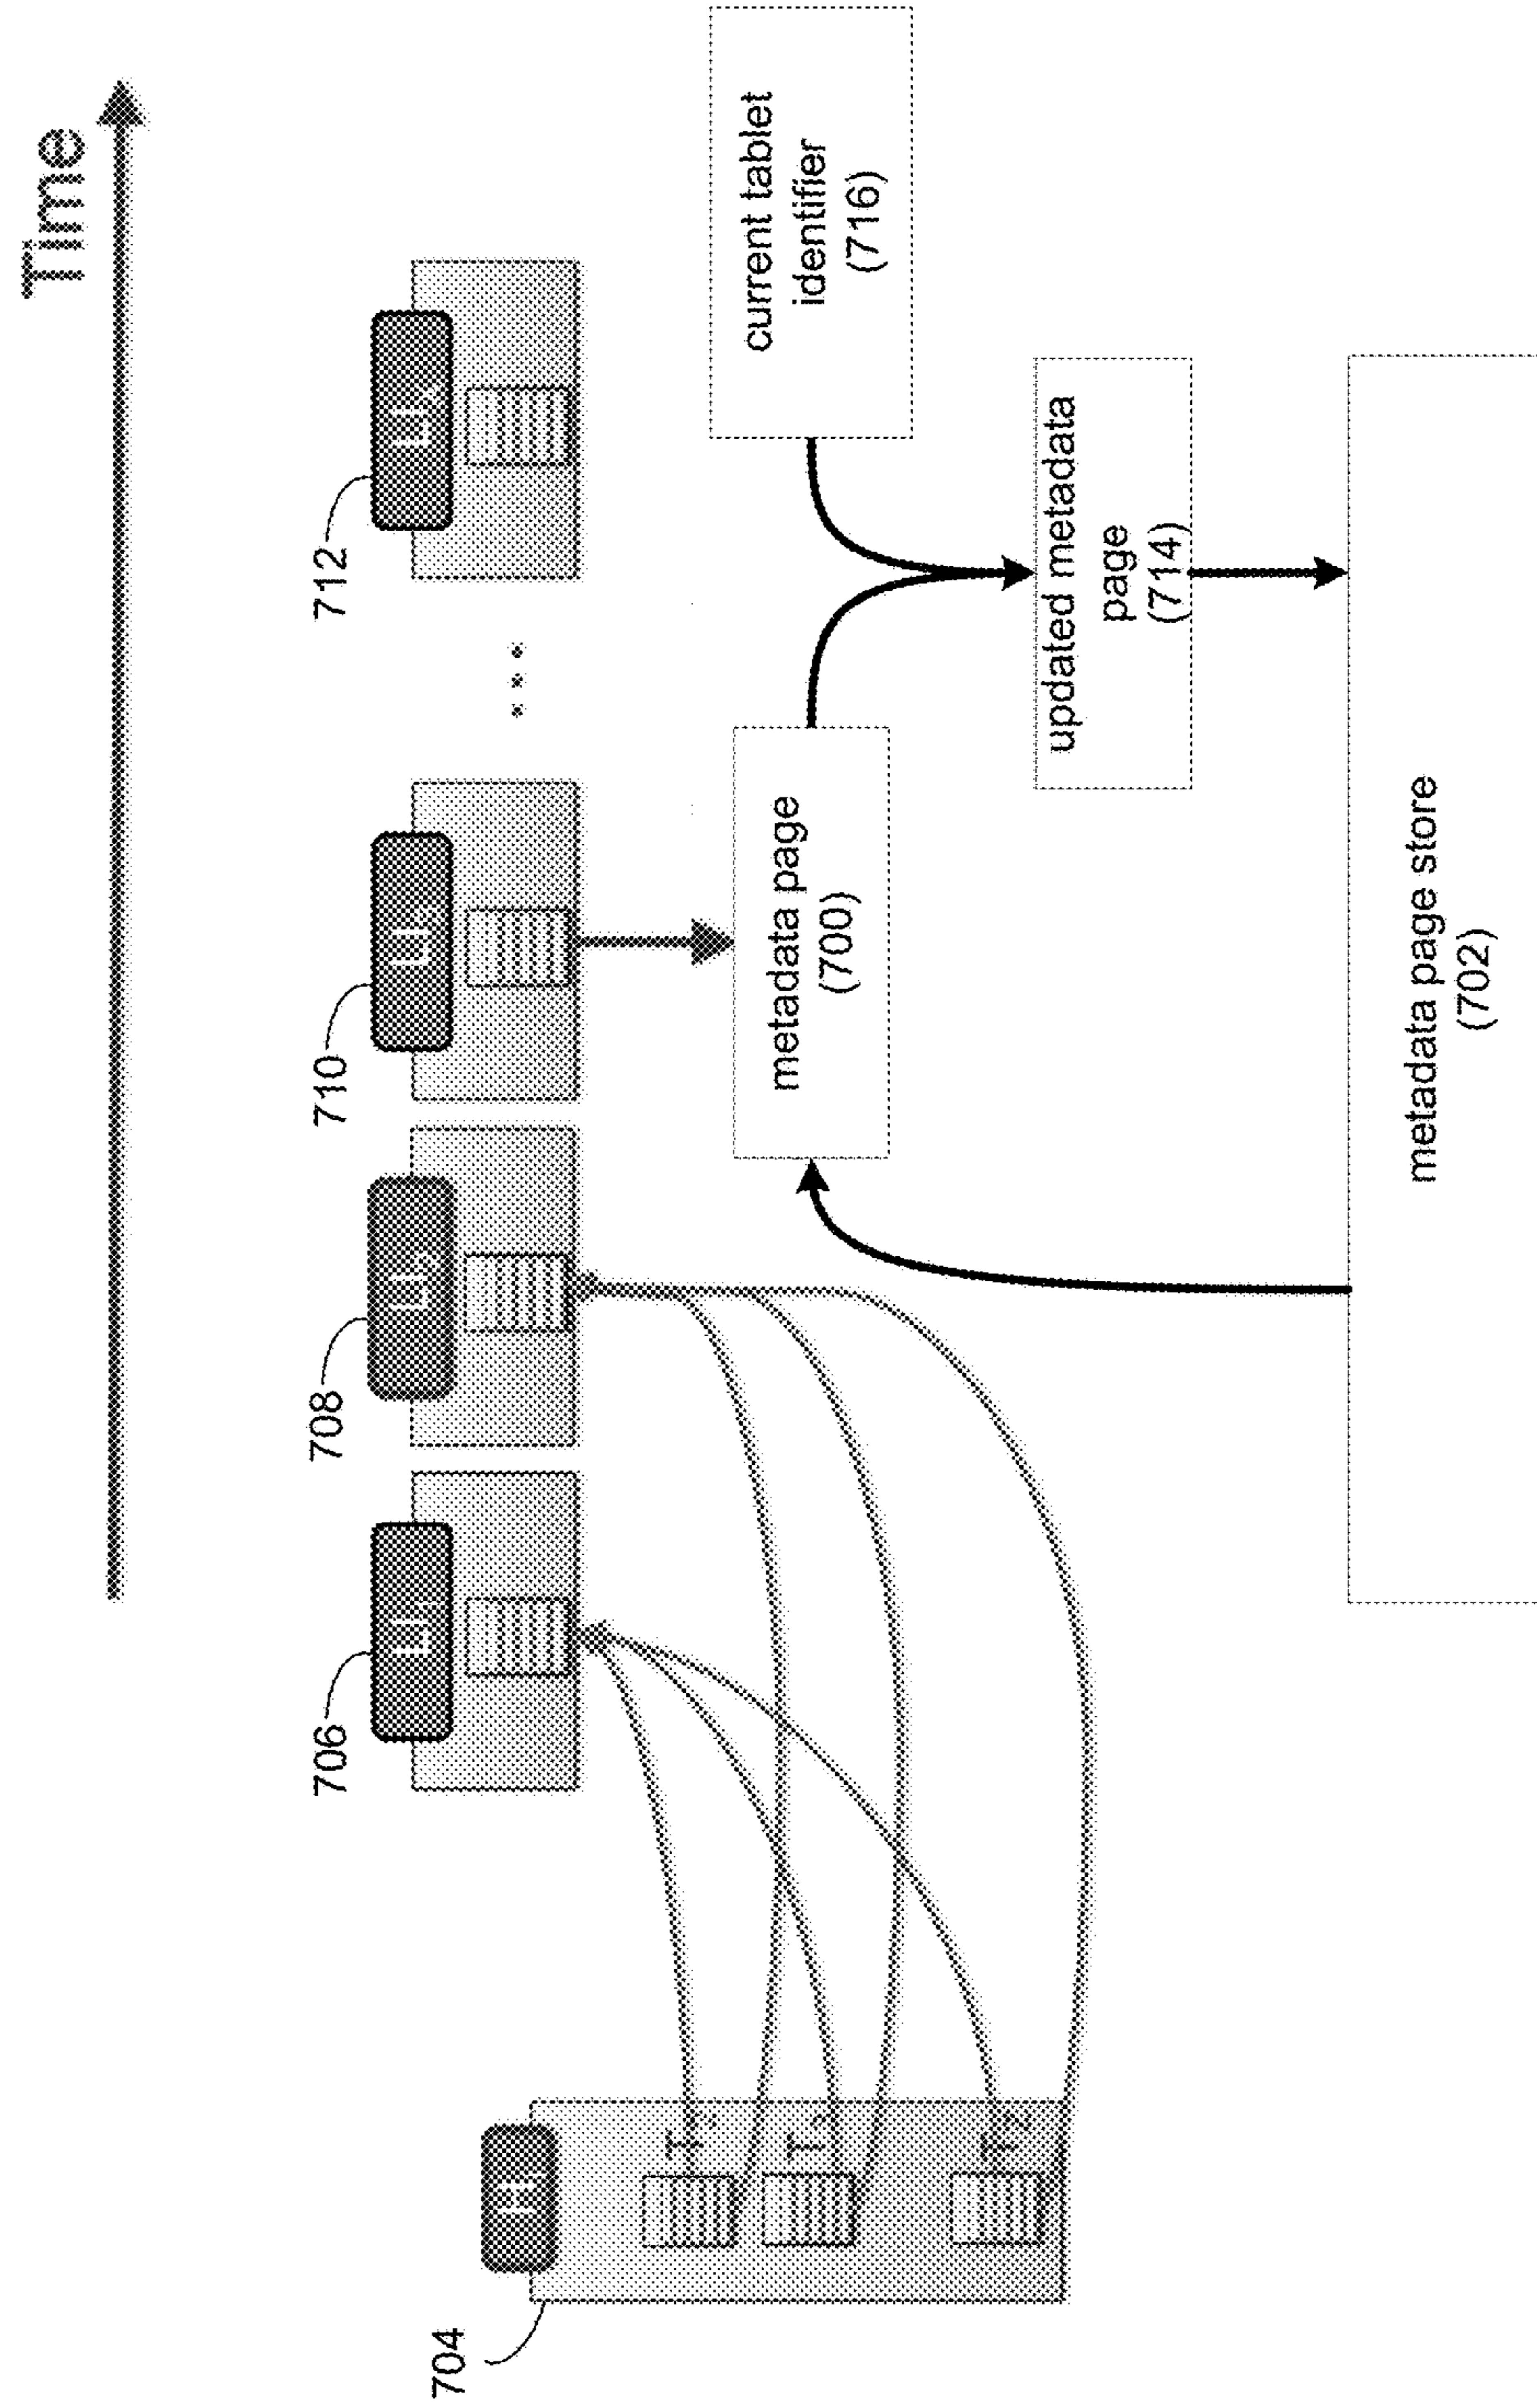 Time
704
706
708
710
712
metadata page
(700)
current tablet
identifier
(716)
updated metadata
page
(714)
metadata page store
(702)